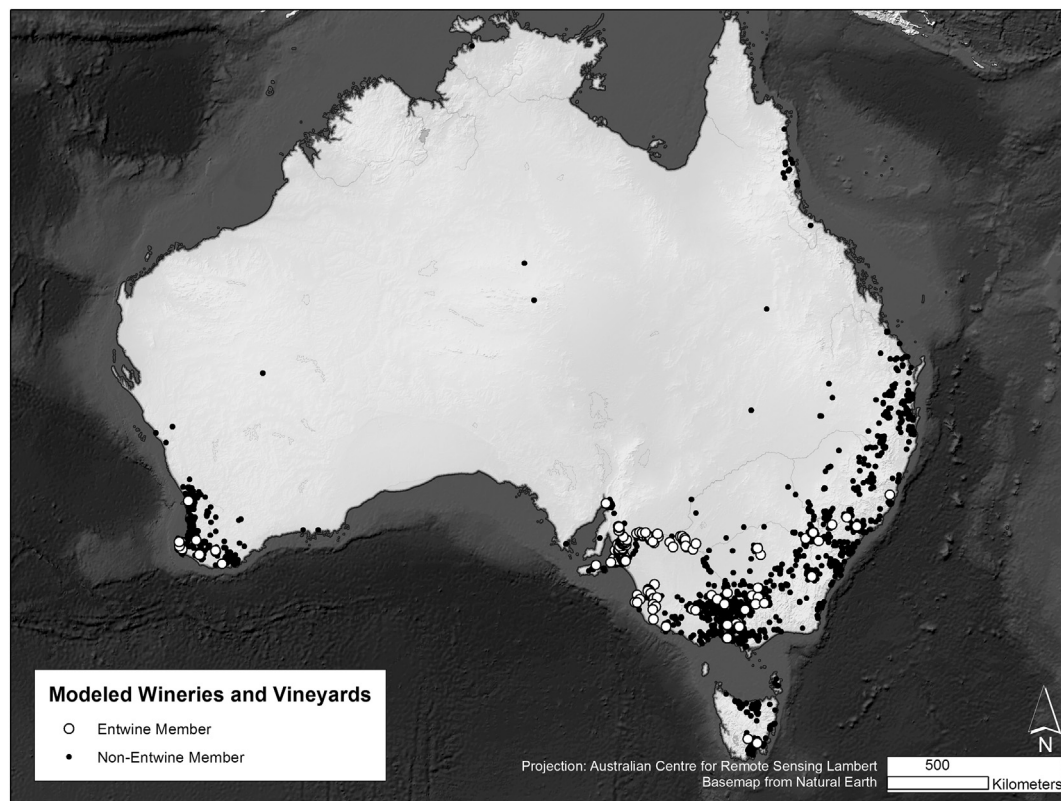 Modeled Wineries and Vineyards
Entwine Member
Non-Entwine Member
Projection: Australian Centre for Remote Sensing Lambert
Basemap from Natural Earth
500
Kilometers
N